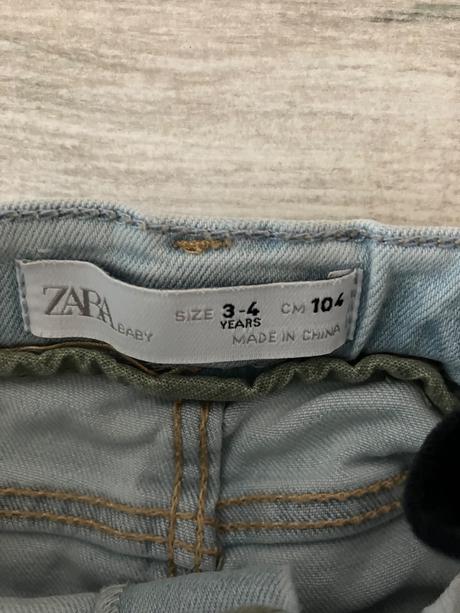 ZARA BABY SIZE 3-4 YEARS CM 104
MADE IN CHINA